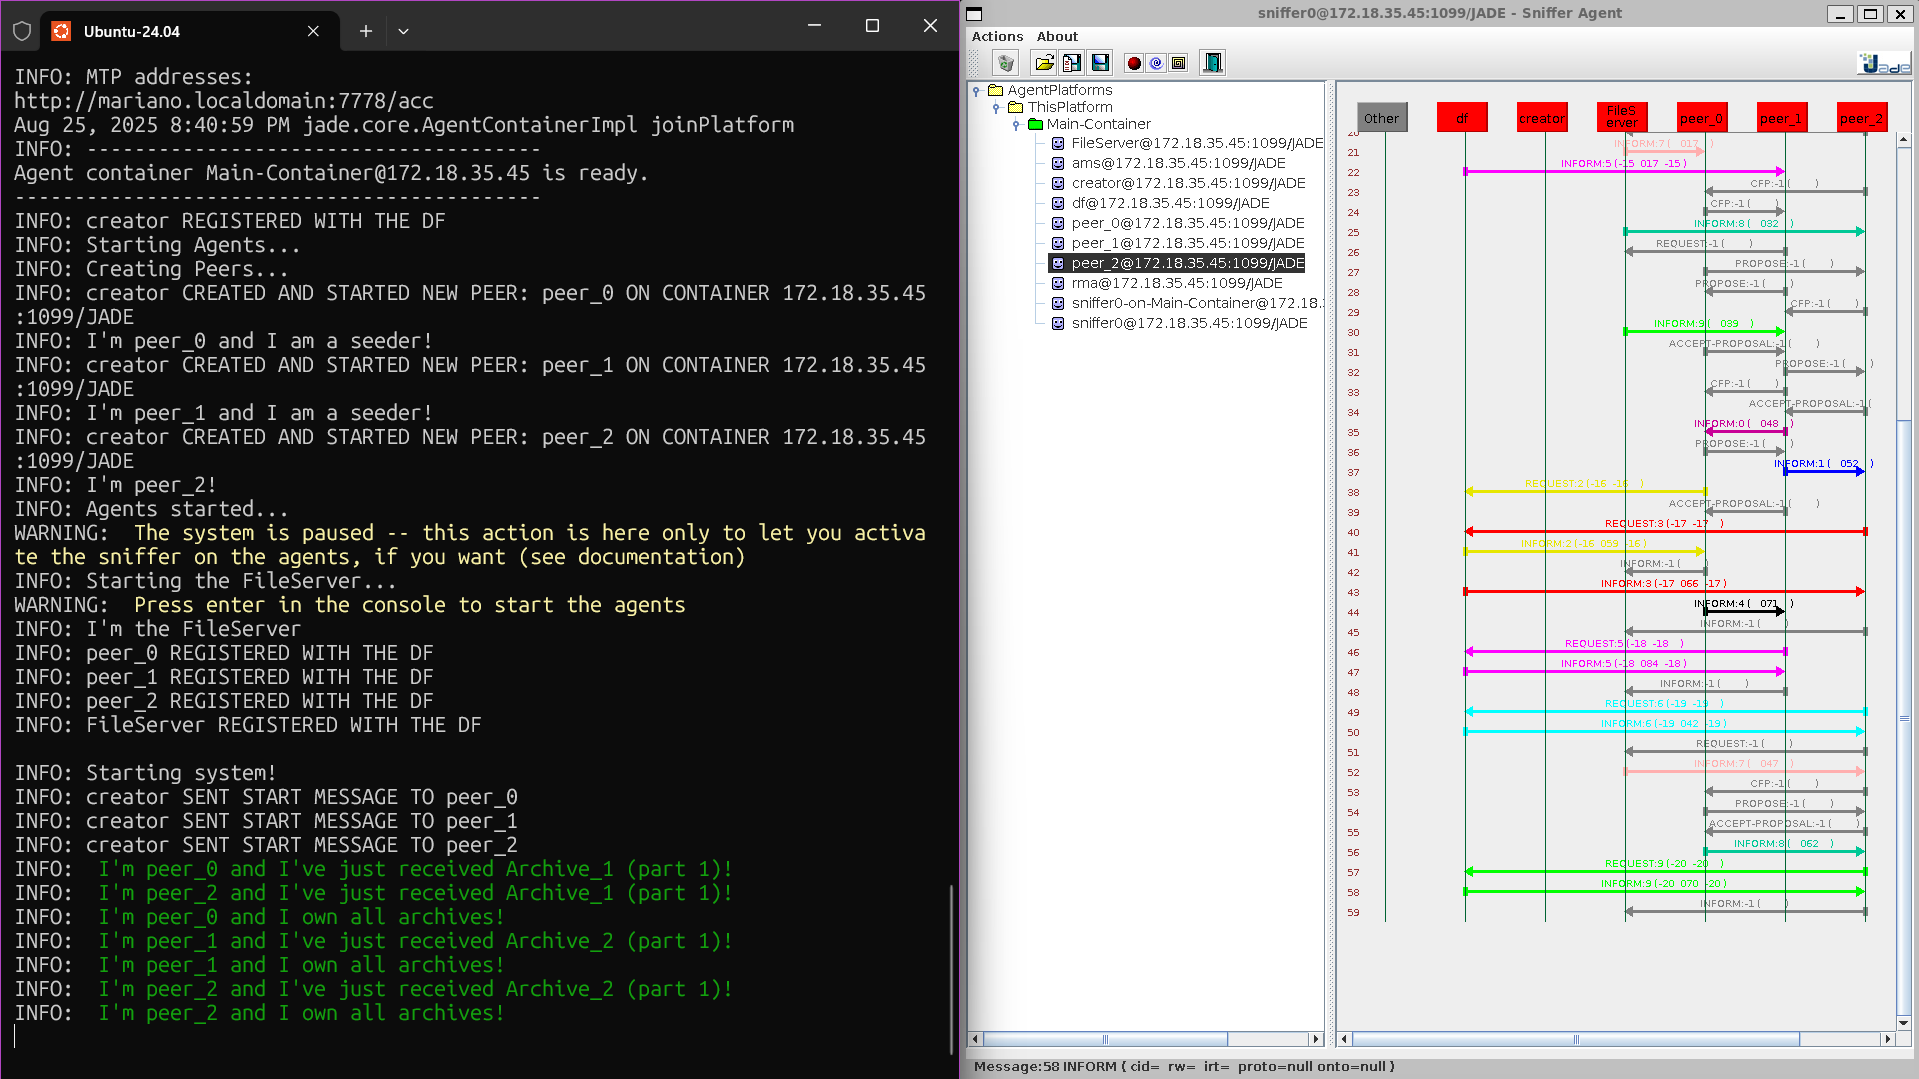 Ubuntu-24.04
INFO: MTP addresses:
http://mariano.localdomain:7778/acc
Aug 25, 2025 8:40:59 PM jade.core.AgentContainerImpl joinPlatform
INFO: --------------------------------------
Agent container Main-Container@172.18.35.45 is ready.
--------------------------------------------
INFO: creator REGISTERED WITH THE DF
INFO: Starting Agents...
INFO: Creating Peers...
INFO: creator CREATED AND STARTED NEW PEER: peer_0 ON CONTAINER 172.18.35.45
:1099/JADE
INFO: I'm peer_0 and I am a seeder!
INFO: creator CREATED AND STARTED NEW PEER: peer_1 ON CONTAINER 172.18.35.45
:1099/JADE
INFO: I'm peer_1 and I am a seeder!
INFO: creator CREATED AND STARTED NEW PEER: peer_2 ON CONTAINER 172.18.35.45
:1099/JADE
INFO: I'm peer_2!
INFO: Agents started...
WARNING:  The system is paused -- this action is here only to let you activa
te the sniffer on the agents, if you want (see documentation)
INFO: Starting the FileServer...
WARNING:  Press enter in the console to start the agents
INFO: I'm the FileServer
INFO: peer_0 REGISTERED WITH THE DF
INFO: peer_1 REGISTERED WITH THE DF
INFO: peer_2 REGISTERED WITH THE DF
INFO: FileServer REGISTERED WITH THE DF
INFO: Starting system!
INFO: creator SENT START MESSAGE TO peer_0
INFO: creator SENT START MESSAGE TO peer_1
INFO: creator SENT START MESSAGE TO peer_2
INFO:  I'm peer_0 and I've just received Archive_1 (part 1)!
INFO:  I'm peer_2 and I've just received Archive_1 (part 1)!
INFO:  I'm peer_0 and I own all archives!
INFO:  I'm peer_1 and I've just received Archive_2 (part 1)!
INFO:  I'm peer_1 and I own all archives!
INFO:  I'm peer_2 and I've just received Archive_2 (part 1)!
INFO:  I'm peer_2 and I own all archives!
sniffer0@172.18.35.45:1099/JADE - Sniffer Agent
Actions About
Jade
AgentPlatforms
ThisPlatform
Main-Container
FileServer@172.18.35.45:1099/JADE
ams@172.18.35.45:1099/JADE
creator@172.18.35.45:1099/JADE
df@172.18.35.45:1099/JADE
peer_0@172.18.35.45:1099/JADE
peer_1@172.18.35.45:1099/JADE
peer_2@172.18.35.45:1099/JADE
rma@172.18.35.45:1099/JADE
sniffer0-on-Main-Container@172.18.
sniffer0@172.18.35.45:1099/JADE
Other df creator FileS erver peer_0 peer_1 peer_2
20
21 INFORM:7 ( 017 )
22 INFORM:5 (-15 017 -15 )
23 CFP:-1 ( )
24 CFP:-1 ( )
25 INFORM:8 ( 032 )
26 REQUEST:-1 ( )
27 PROPOSE:-1 ( )
28 PROPOSE:-1 ( )
29 CFP:-1 ( )
30 INFORM:9 ( 039 )
31 ACCEPT-PROPOSAL:-1 ( )
32 PROPOSE:-1 ( )
33 CFP:-1 ( )
34 ACCEPT-PROPOSAL:-1 (
35 INFORM:0 ( 048 )
36 PROPOSE:-1 ( )
37 INFORM:1 ( 052 )
38 REQUEST:2 (-16 -16 )
39 ACCEPT-PROPOSAL:-1 ( )
40 REQUEST:3 (-17 -17 )
41 INFORM:2 (-16 059 -16 )
42 INFORM:-1 ( )
43 INFORM:3 (-17 066 -17 )
44 INFORM:4 ( 071 )
45 INFORM:-1 ( )
46 REQUEST:5 (-18 -18 )
47 INFORM:5 (-18 084 -18 )
48 INFORM:-1 ( )
49 REQUEST:6 (-19 -19 )
50 INFORM:6 (-19 042 -19 )
51 REQUEST:-1 ( )
52 INFORM:7 ( 047 )
53 CFP:-1 ( )
54 PROPOSE:-1 ( )
55 ACCEPT-PROPOSAL:-1 ( )
56 INFORM:8 ( 062 )
57 REQUEST:9 (-20 -20 )
58 INFORM:9 (-20 070 -20 )
59 INFORM:-1 ( )
Message:58 INFORM ( cid= rw= irt= proto=null onto=null )